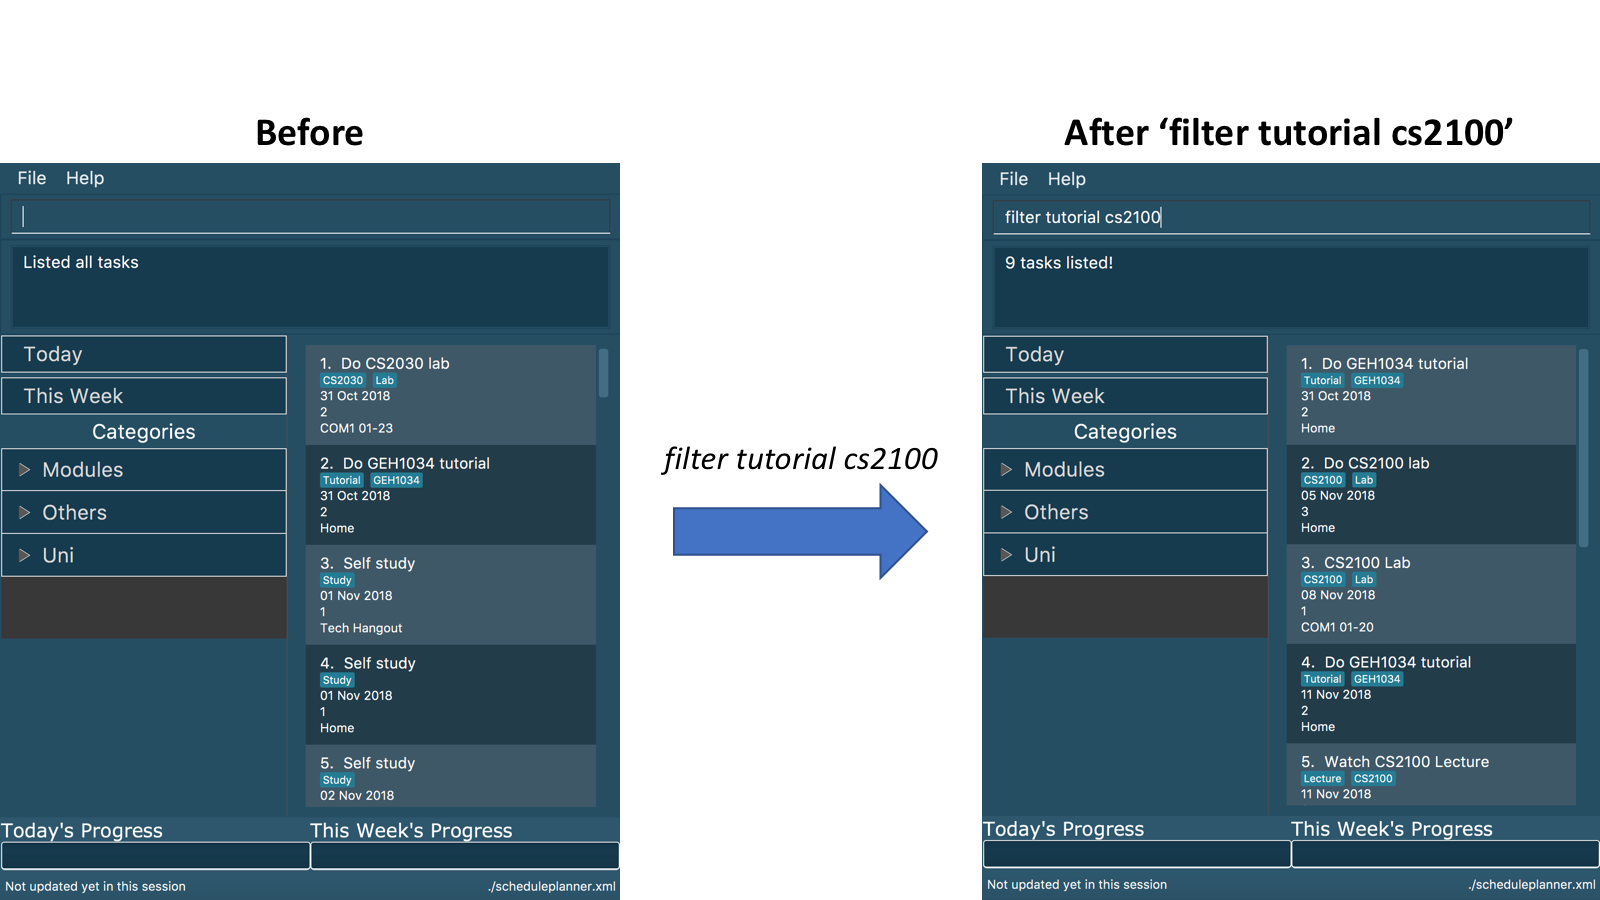 Before
File Help
Listed all tasks
Today
This Week
Categories
Modules
Others
Uni
1. Do CS2030 lab
CS2030 Lab
31 Oct 2018
2
COM1 01-23
2. Do GEH1034 tutorial
Tutorial GEH1034
31 Oct 2018
2
Home
3. Self study
Study
01 Nov 2018
1
Tech Hangout
4. Self study
Study
01 Nov 2018
1
Home
5. Self study
Study
02 Nov 2018
Today's Progress This Week's Progress
Not updated yet in this session ./scheduleplanner.xml
filter tutorial cs2100
After ‘filter tutorial cs2100’
File Help
filter tutorial cs2100
9 tasks listed!
Today
This Week
Categories
Modules
Others
Uni
1. Do GEH1034 tutorial
Tutorial GEH1034
31 Oct 2018
2
Home
2. Do CS2100 lab
CS2100 Lab
05 Nov 2018
3
Home
3. CS2100 Lab
CS2100 Lab
08 Nov 2018
1
COM1 01-20
4. Do GEH1034 tutorial
Tutorial GEH1034
11 Nov 2018
2
Home
5. Watch CS2100 Lecture
Lecture CS2100
11 Nov 2018
Today's Progress This Week's Progress
Not updated yet in this session ./scheduleplanner.xml